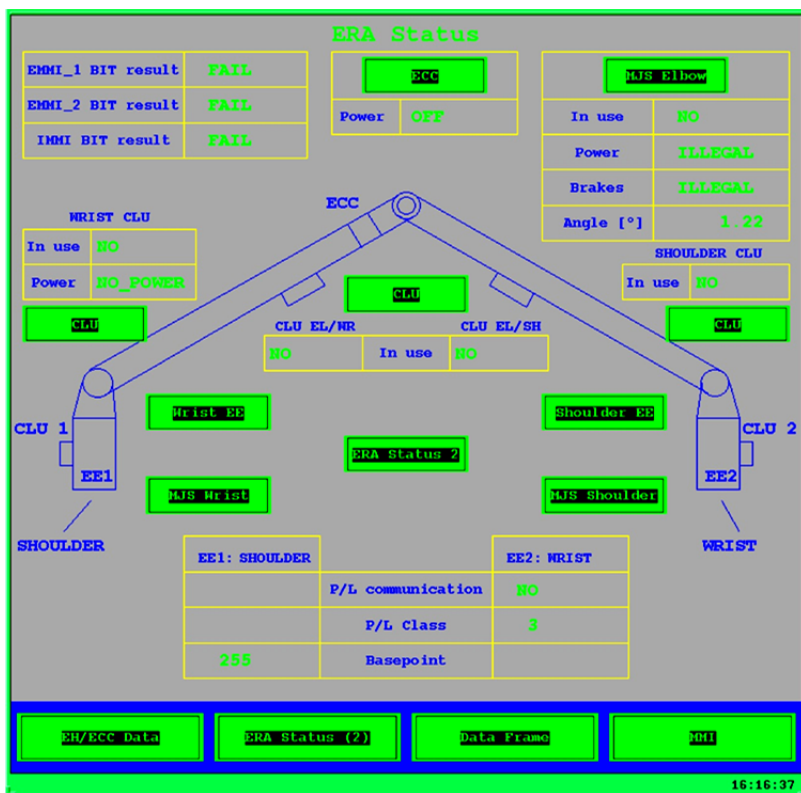 ERA Status
EMMI_1 BIT result FAIL
EMMI_2 BIT result FAIL
IMMI BIT result FAIL
ECC
Power OFF
MJS Elbow
In use NO
Power ILLEGAL
Brakes ILLEGAL
Angle [°] 1.22
ECC
WRIST CLU
In use NO
Power NO_POWER
CLU
SHOULDER CLU
In use NO
CLU
CLU
CLU EL/WR CLU EL/SH
NO In use NO
CLU 1
EE1
SHOULDER
Wrist EE
MJS Wrist
ERA Status 2
Shoulder EE
MJS Shoulder
CLU 2
EE2
WRIST
EE1: SHOULDER EE2: WRIST
P/L communication NO
P/L Class 3
255 Basepoint
EH/ECC Data ERA Status (2) Data Frame MMI
16:16:37